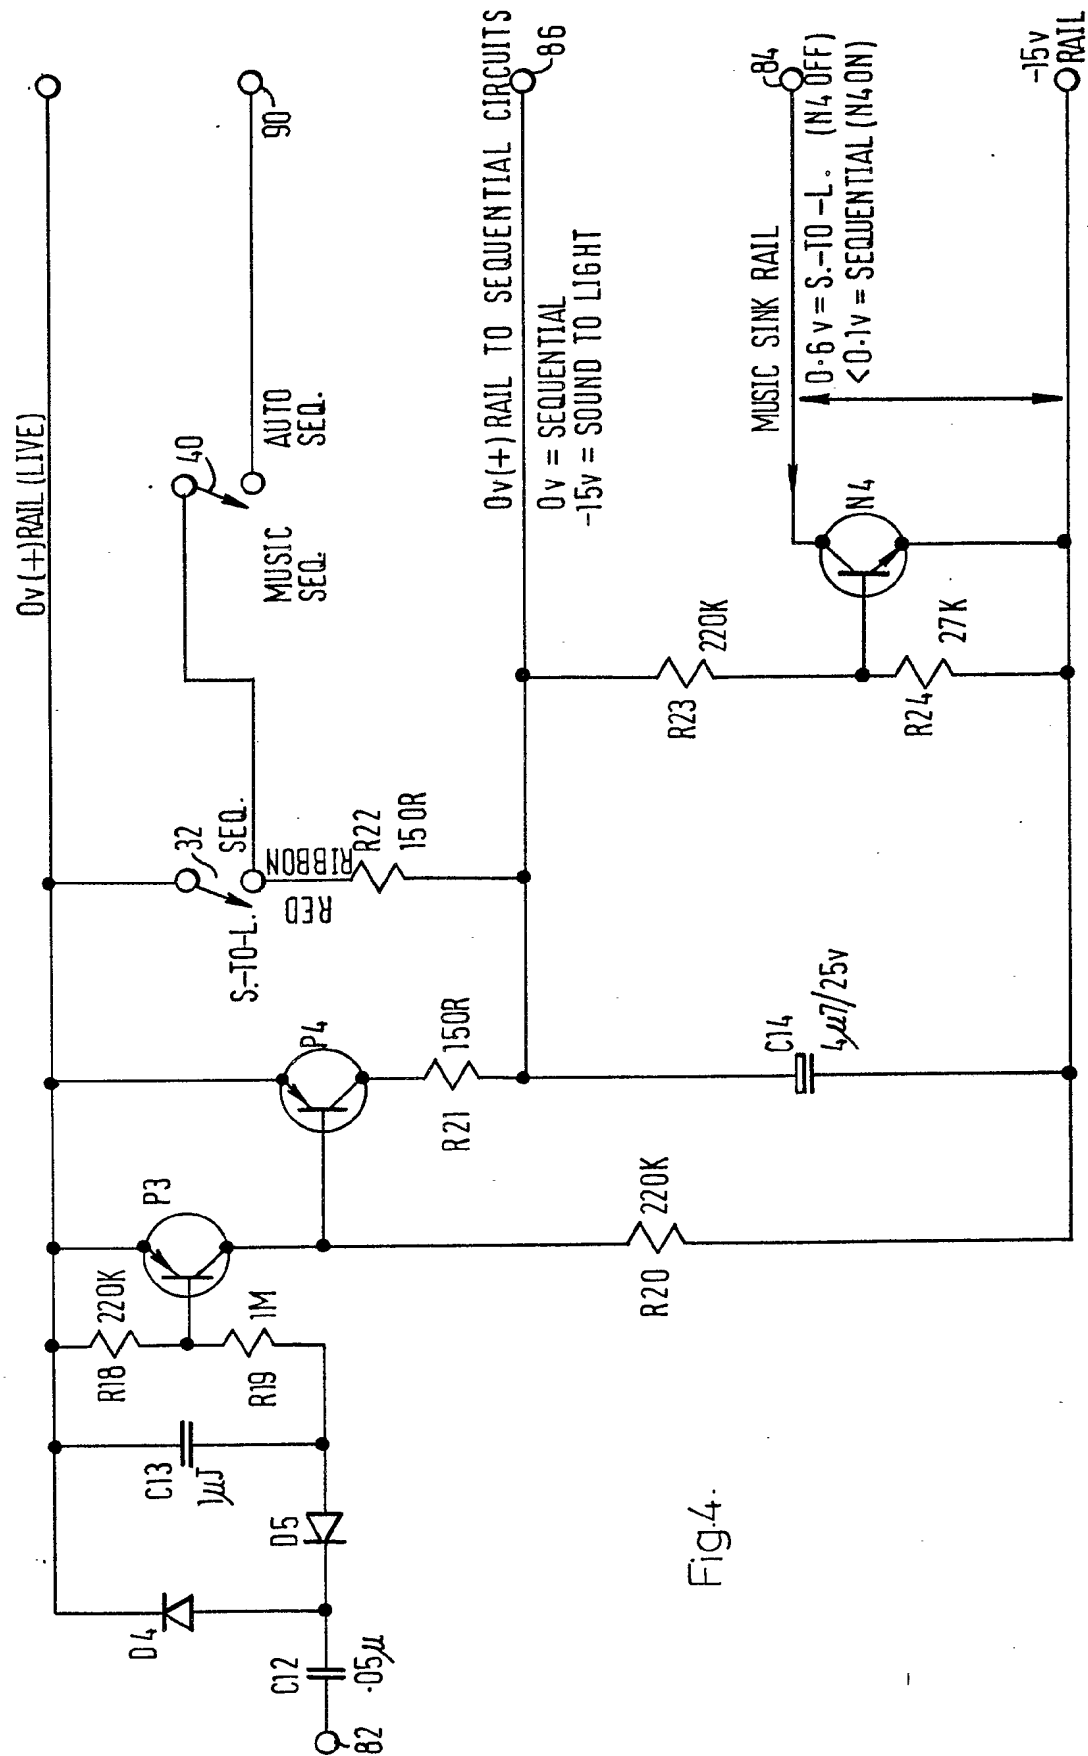 0v(+)RAIL (LIVE)
90
40
AUTO
SEQ.
MUSIC
SEQ.
32
SEQ.
S.-TO-L.
RED
RIBBON
R22
150R
0v(+) RAIL TO SEQUENTIAL CIRCUITS
86
0v = SEQUENTIAL
-15v = SOUND TO LIGHT
MUSIC SINK RAIL
84
0·6v = S.-TO-L. (N4 OFF)
<0·1v = SEQUENTIAL (N4 ON)
-15v
RAIL
N4
R23
220K
R24
27K
P4
R21
150R
C14
4µ7/25v
P3
R20
220K
R18
220K
R19
1M
C13
D5
D4
C12
·05µ
82
Fig.4.